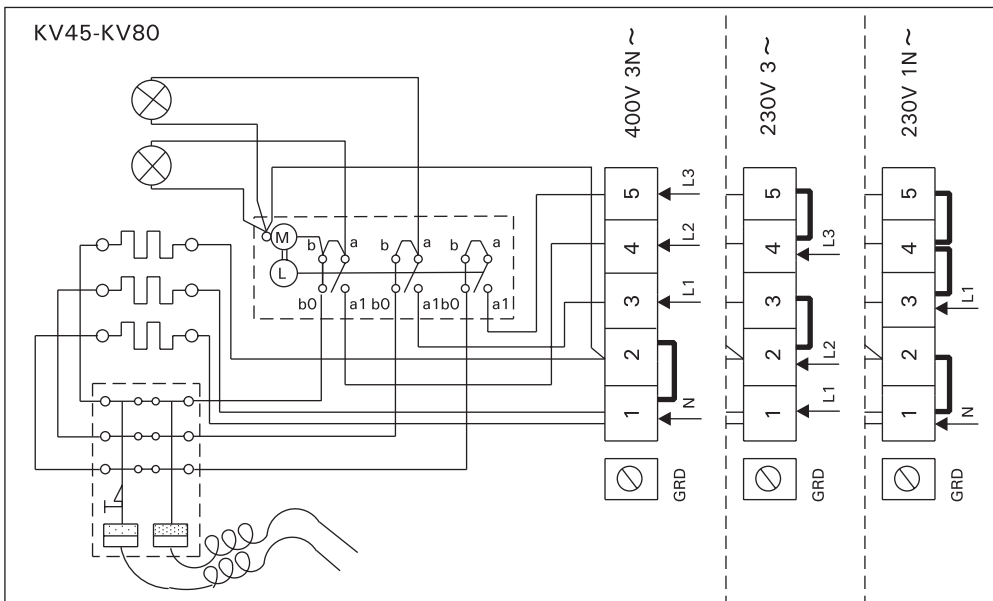 KV45-KV80
400V 3N ~
230V 3 ~
230V 1N ~
5
4
3
2
1
L3
L2
L1
N
GRD
5
4
3
2
1
L3
L2
L1
GRD
5
4
3
2
1
L1
N
GRD
M
L
b a b a b a
b0 a1 b0 a1 b0 a1